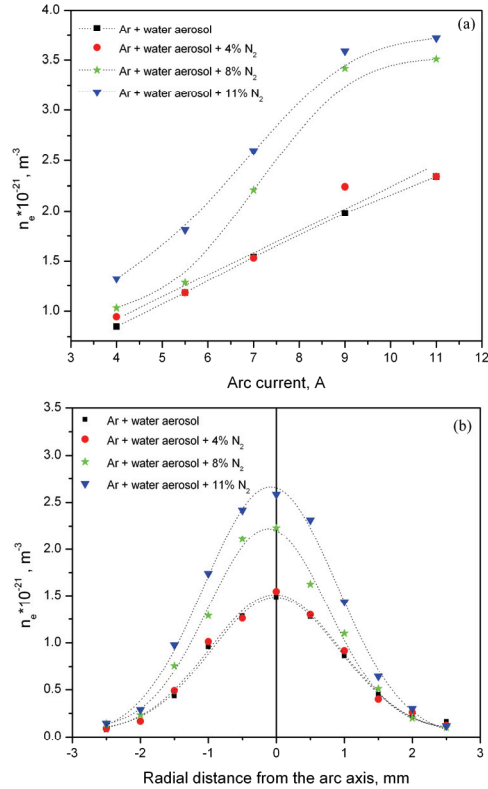 (a)
Ar + water aerosol
Ar + water aerosol + 4% N₂
Ar + water aerosol + 8% N₂
Ar + water aerosol + 11% N₂
4.0
3.5
3.0
2.5
2.0
1.5
1.0
nₑ*10⁻²¹, m⁻³
3 4 5 6 7 8 9 10 11 12
Arc current, A
(b)
Ar + water aerosol
Ar + water aerosol + 4% N₂
Ar + water aerosol + 8% N₂
Ar + water aerosol + 11% N₂
3.5
3.0
2.5
2.0
1.5
1.0
0.5
0.0
nₑ*10⁻²¹, m⁻³
-3 -2 -1 0 1 2 3
Radial distance from the arc axis, mm